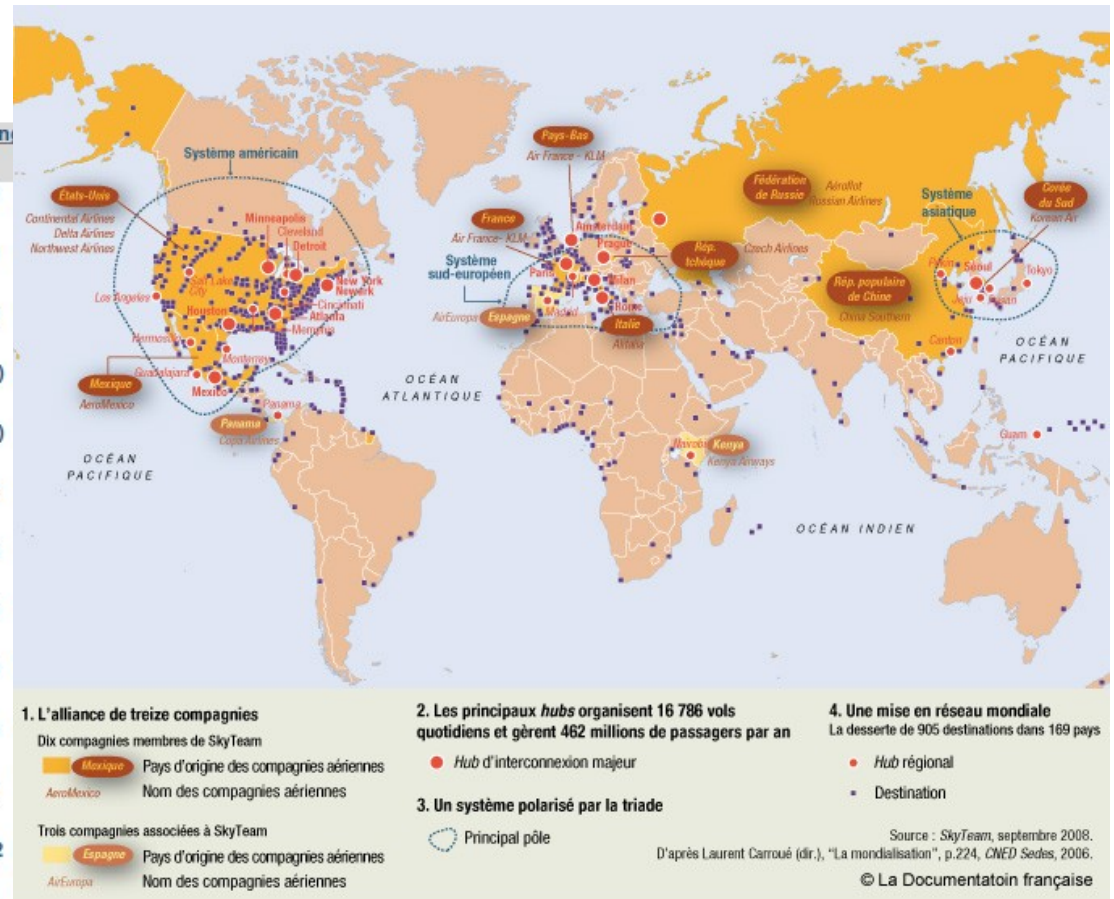 Système américain
États-Unis
Continental Airlines
Delta Airlines
Northwest Airlines
Minneapolis
Cleveland
Detroit
Salt Lake
City
New York
Newark
Cincinnati
Atlanta
Memphis
Los Angeles
Houston
Hermosillo
Monterrey
Guadalajara
Mexico
Mexique
AeroMexico
Panama
Panama
Copa Airlines
OCÉAN
PACIFIQUE
OCÉAN
ATLANTIQUE
Pays-Bas
Air France - KLM
France
Air France- KLM
Système
sud-européen
AirEuropa
Espagne
Amsterdam
Prague
Paris
Milan
Madrid
Rome
Italie
Alitalia
Rép.
tchèque
Czech Airlines
Fédération
de Russie
Aéroflot
Russian Airlines
Système
asiatique
Corée
du Sud
Korean Air
Pékin
Séoul
Tokyo
Jeju
Pusan
Rép. populaire
de Chine
China Southern
Canton
OCÉAN
PACIFIQUE
Guam
Nairobi
Kenya
Kenya Airways
OCÉAN INDIEN
1. L'alliance de treize compagnies
Dix compagnies membres de SkyTeam
Mexique Pays d'origine des compagnies aériennes
AeroMexico Nom des compagnies aériennes
Trois compagnies associées à SkyTeam
Espagne Pays d'origine des compagnies aériennes
AirEuropa Nom des compagnies aériennes
2. Les principaux hubs organisent 16 786 vols
quotidiens et gèrent 462 millions de passagers par an
Hub d'interconnexion majeur
3. Un système polarisé par la triade
Principal pôle
4. Une mise en réseau mondiale
La desserte de 905 destinations dans 169 pays
Hub régional
Destination
Source : SkyTeam, septembre 2008.
D'après Laurent Carroué (dir.), "La mondialisation", p.224, CNED Sedes, 2006.
© La Documentatoin française